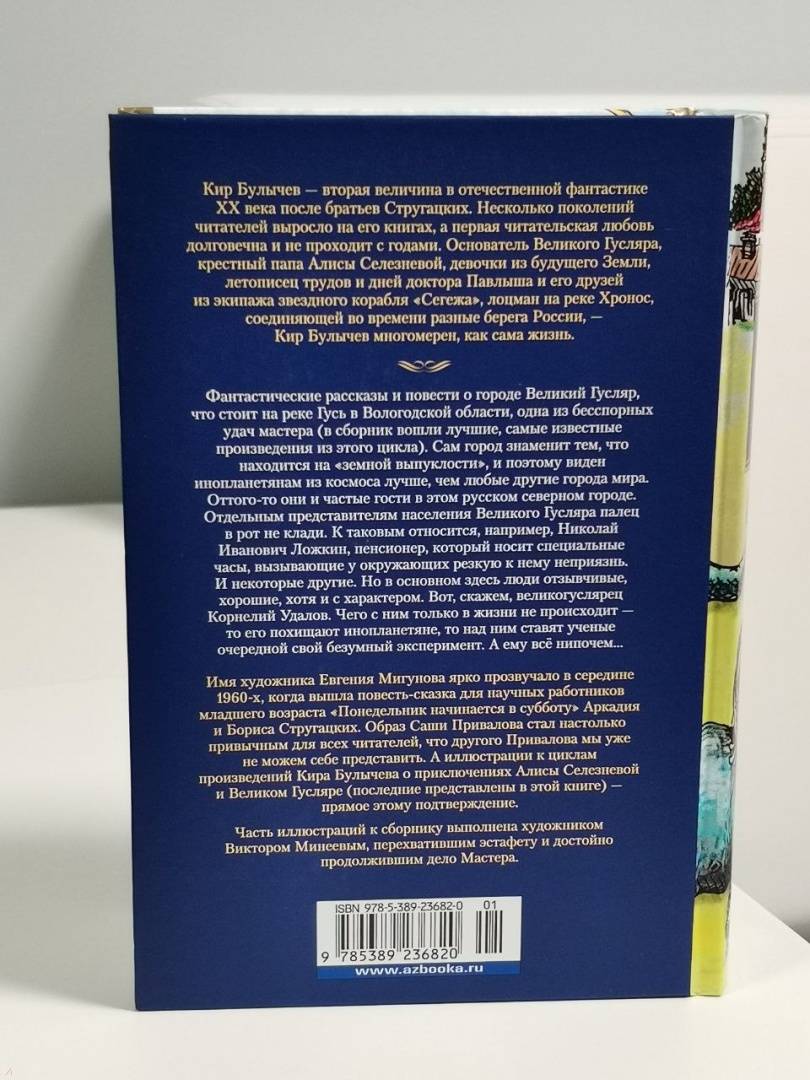 Кир Булычев — вторая величина в отечественной фантастике
XX века после братьев Стругацких. Несколько поколений
читателей выросло на его книгах, а первая читательская любовь
долговечна и не проходит с годами. Основатель Великого Гусляра,
крестный папа Алисы Селезневой, девочки из будущего Земли,
летописец трудов и дней доктора Павлыша и его друзей
из экипажа звездного корабля «Сегежа», лоцман на реке Хронос,
соединяющей во времени разные берега России, —
Кир Булычев многомерен, как сама жизнь.
Фантастические рассказы и повести о городе Великий Гусляр,
что стоит на реке Гусь в Вологодской области, одна из бесспорных
удач мастера (в сборник вошли лучшие, самые известные
произведения из этого цикла). Сам город знаменит тем, что
находится на «земной выпуклости», и поэтому виден
инопланетянам из космоса лучше, чем любые другие города мира.
Оттого-то они и частые гости в этом русском северном городе.
Отдельным представителям населения Великого Гусляра палец
в рот не клади. К таковым относится, например, Николай
Иванович Ложкин, пенсионер, который носит специальные
часы, вызывающие у окружающих резкую к нему неприязнь.
И некоторые другие. Но в основном здесь люди отзывчивые,
хорошие, хотя и с характером. Вот, скажем, великогуслярец
Корнелий Удалов. Чего с ним только в жизни не происходит —
то его похищают инопланетяне, то над ним ставят ученые
очередной свой безумный эксперимент. А ему всё нипочем...
Имя художника Евгения Мигунова ярко прозвучало в середине
1960-х, когда вышла повесть-сказка для научных работников
младшего возраста «Понедельник начинается в субботу» Аркадия
и Бориса Стругацких. Образ Саши Привалова стал настолько
привычным для всех читателей, что другого Привалова мы уже
не можем себе представить. А иллюстрации к циклам
произведений Кира Булычева о приключениях Алисы Селезневой
и Великом Гусляре (последние представлены в этой книге) —
прямое этому подтверждение.
Часть иллюстраций к сборнику выполнена художником
Виктором Минеевым, перехватившим эстафету и достойно
продолжившим дело Мастера.
ISBN 978-5-389-23682-0 01
9 785389 236820
www.azbooka.ru